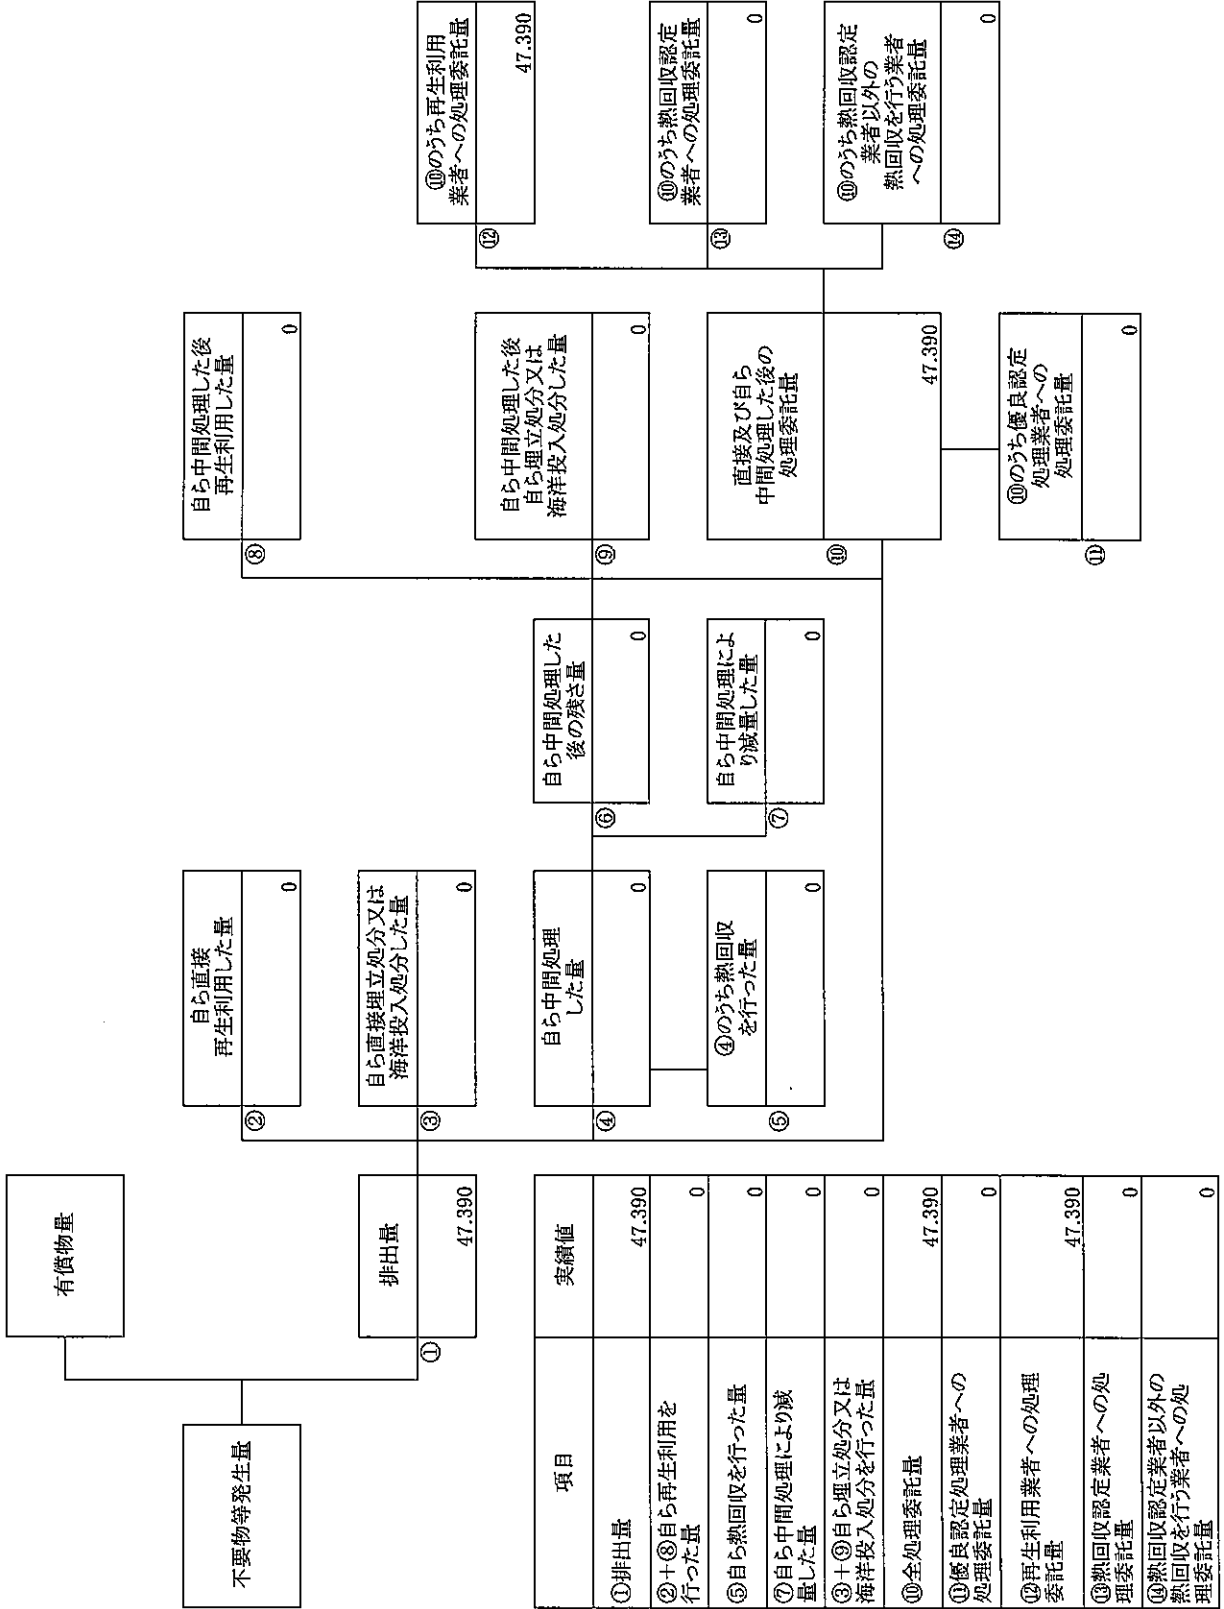 不要物等発生量
有償物量
排出量
①
47.390
自ら直接
再生利用した量
②
0
自ら直接埋立処分又は
海洋投入処分した量
③
0
自ら中間処理
した量
④
0
④のうち熱回収
を行った量
⑤
0
自ら中間処理した
後の残さ量
⑥
0
自ら中間処理によ
り減量した量
⑦
0
自ら中間処理した後
再生利用した量
⑧
0
自ら中間処理した後
自ら埋立処分又は
海洋投入処分した量
⑨
0
直接及び自ら
中間処理した後の
処理委託量
⑩
47.390
⑩のうち優良認定
処理業者への
処理委託量
⑪
0
⑩のうち再生利用
業者への処理委託量
⑫
47.390
⑩のうち熱回収認定
業者への処理委託量
⑬
0
⑩のうち熱回収認定
業者以外の
熱回収を行う業者
への処理委託量
⑭
0
項目 実績値
①排出量 47.390
②+⑧自ら再生利用を
行った量 0
⑤自ら熱回収を行った量 0
⑦自ら中間処理により減
量した量 0
③+⑨自ら埋立処分又は
海洋投入処分を行った量 0
⑩全処理委託量 47.390
⑪優良認定処理業者への
処理委託量 0
⑫再生利用業者への処理
委託量 47.390
⑬熱回収認定業者への処
理委託量 0
⑭熱回収認定業者以外の
熱回収を行う業者への処
理委託量 0